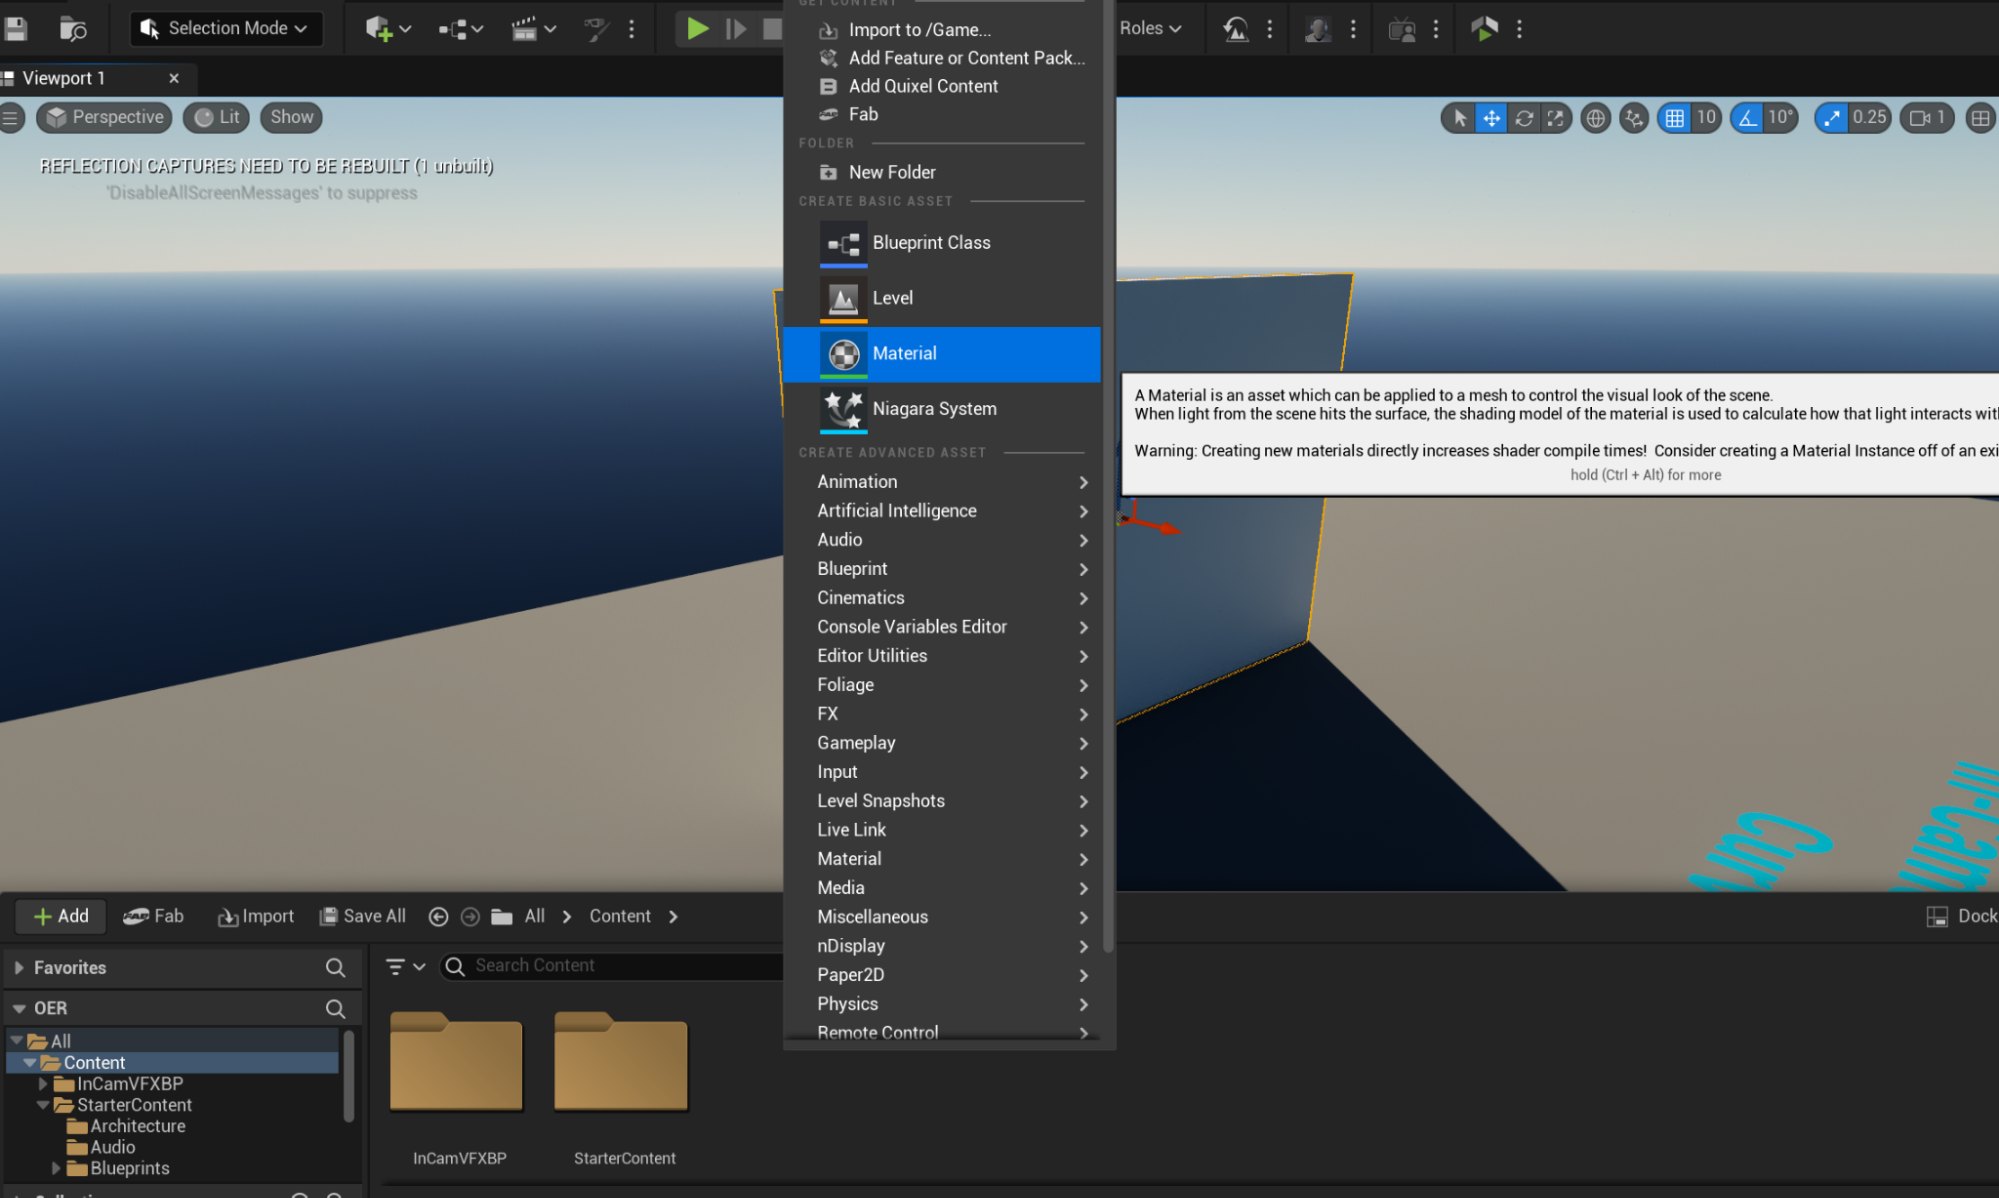 GET CONTENT
Selection Mode
Import to /Game...
Roles
Add Feature or Content Pack...
Viewport 1
Add Quixel Content
Fab
Perspective
Lit
Show
10
10°
0.25
1
FOLDER
REFLECTION CAPTURES NEED TO BE REBUILT (1 unbuilt)
New Folder
'DisableAllScreenMessages' to suppress
CREATE BASIC ASSET
Blueprint Class
Level
Material
A Material is an asset which can be applied to a mesh to control the visual look of the scene.
When light from the scene hits the surface, the shading model of the material is used to calculate how that light interacts wit
Niagara System
Warning: Creating new materials directly increases shader compile times!  Consider creating a Material Instance off of an exi
CREATE ADVANCED ASSET
hold (Ctrl + Alt) for more
Animation
Artificial Intelligence
Audio
Blueprint
Cinematics
Console Variables Editor
Editor Utilities
Foliage
FX
Gameplay
Input
Level Snapshots
Live Link
Material
Media
Miscellaneous
nDisplay
Paper2D
Physics
Remote Control
Add
Fab
Import
Save All
All
Content
Dock
Favorites
Search Content
OER
All
Content
InCamVFXBP
StarterContent
Architecture
Audio
Blueprints
InCamVFXBP
StarterContent